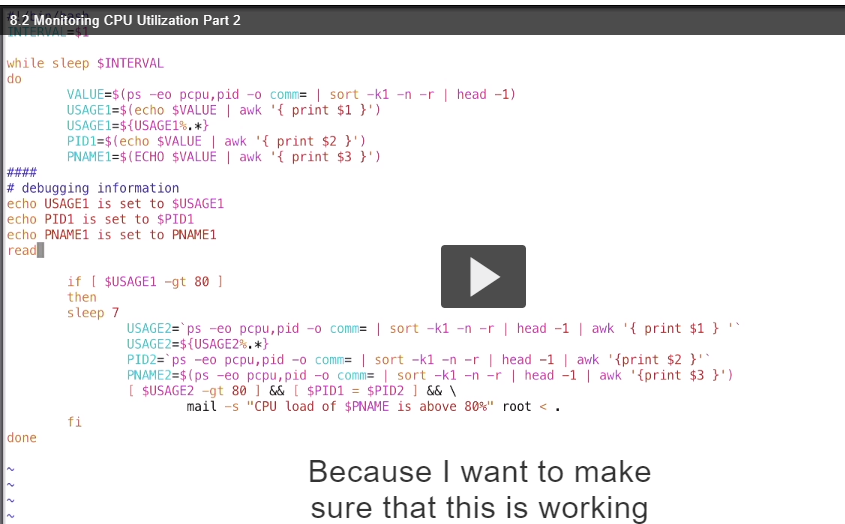 8.2 Monitoring CPU Utilization Part 2
INTERVAL=$1
while sleep $INTERVAL
do
VALUE=$(ps -eo pcpu,pid -o comm= | sort -k1 -n -r | head -1)
USAGE1=$(echo $VALUE | awk '{ print $1 }')
USAGE1=${USAGE1%.*}
PID1=$(echo $VALUE | awk '{ print $2 }')
PNAME1=$(ECHO $VALUE | awk '{ print $3 }')
####
# debugging information
echo USAGE1 is set to $USAGE1
echo PID1 is set to $PID1
echo PNAME1 is set to PNAME1
read
if [ $USAGE1 -gt 80 ]
then
sleep 7
USAGE2=`ps -eo pcpu,pid -o comm= | sort -k1 -n -r | head -1 | awk '{ print $1 } '`
USAGE2=${USAGE2%.*}
PID2=`ps -eo pcpu,pid -o comm= | sort -k1 -n -r | head -1 | awk '{print $2 }'`
PNAME2=$(ps -eo pcpu,pid -o comm= | sort -k1 -n -r | head -1 | awk '{print $3 }')
[ $USAGE2 -gt 80 ] && [ $PID1 = $PID2 ] && \
mail -s "CPU load of $PNAME is above 80%" root < .
fi
done
~
~
~
~
Because I want to make
sure that this is working